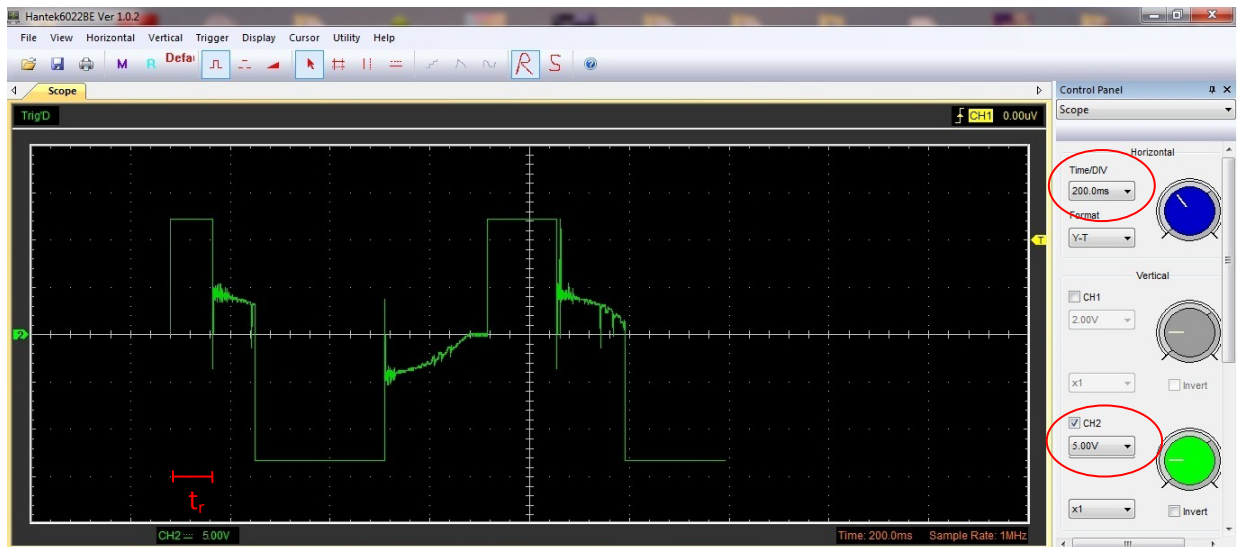 Hantek6022BE Ver 1.0.2
File View Horizontal Vertical Trigger Display Cursor Utility Help
M R Defau R S
Scope
Control Panel
Scope
Trig'D
CH1 0.00uV
Horizontal
Time/DIV
200.0ms
Format
Y-T
T
Vertical
CH1
2.00V
2
x1
Invert
CH2
5.00V
tr
x1
Invert
CH2 5.00V
Time: 200.0ms Sample Rate: 1MHz